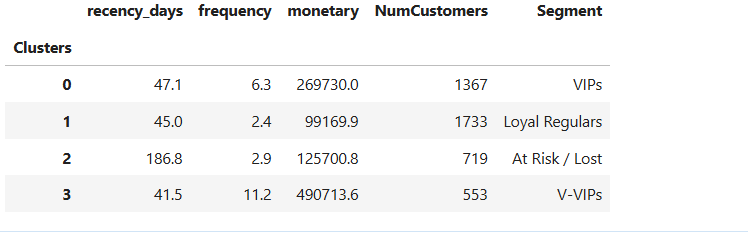 recency_days frequency monetary NumCustomers Segment
Clusters
0 47.1 6.3 269730.0 1367 VIPs
1 45.0 2.4 99169.9 1733 Loyal Regulars
2 186.8 2.9 125700.8 719 At Risk / Lost
3 41.5 11.2 490713.6 553 V-VIPs